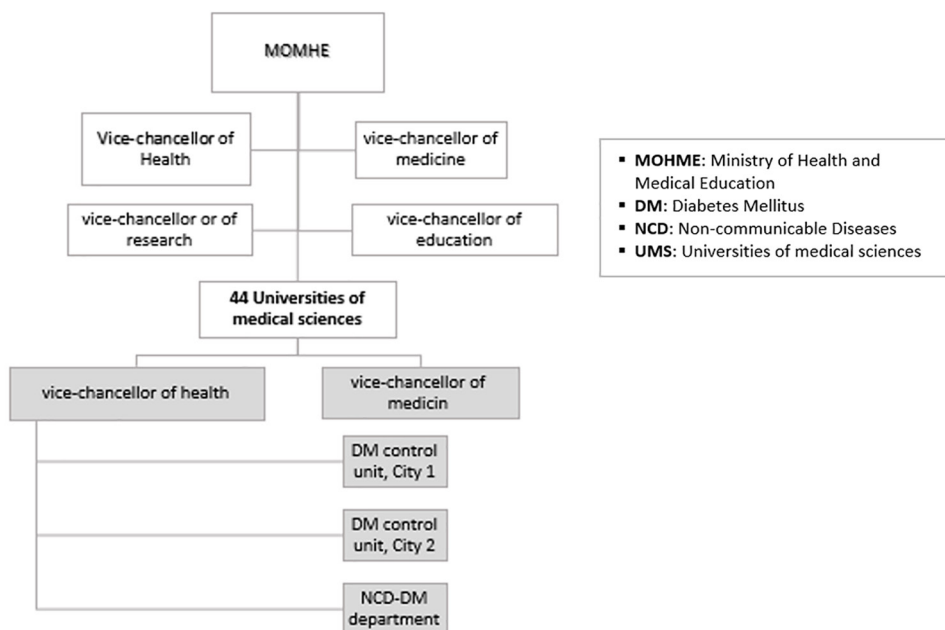 MOMHE
Vice-chancellor of
Health
vice-chancellor of
medicine
vice-chancellor or of
research
vice-chancellor of
education
44 Universities of
medical sciences
vice-chancellor of health
vice-chancellor of
medicin
DM control
unit, City 1
DM control
unit, City 2
NCD-DM
department
▪ MOHME: Ministry of Health and
Medical Education
▪ DM: Diabetes Mellitus
▪ NCD: Non-communicable Diseases
▪ UMS: Universities of medical sciences